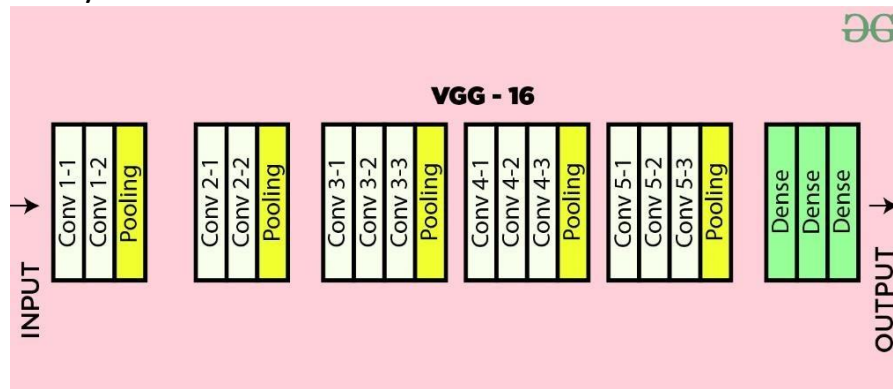 VGG - 16
INPUT
Conv 1-1
Conv 1-2
Pooling
Conv 2-1
Conv 2-2
Pooling
Conv 3-1
Conv 3-2
Conv 3-3
Pooling
Conv 4-1
Conv 4-2
Conv 4-3
Pooling
Conv 5-1
Conv 5-2
Conv 5-3
Pooling
Dense
Dense
Dense
OUTPUT